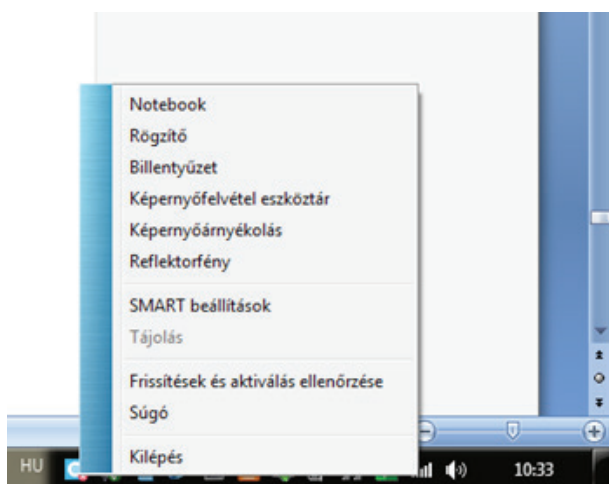 Notebook
Rögzítő
Billentyűzet
Képernyőfelvétel eszköztár
Képernyőárnyékolás
Reflektorfény
SMART beállítások
Tájolás
Frissítések és aktiválás ellenőrzése
Súgó
Kilépés
HU 10:33